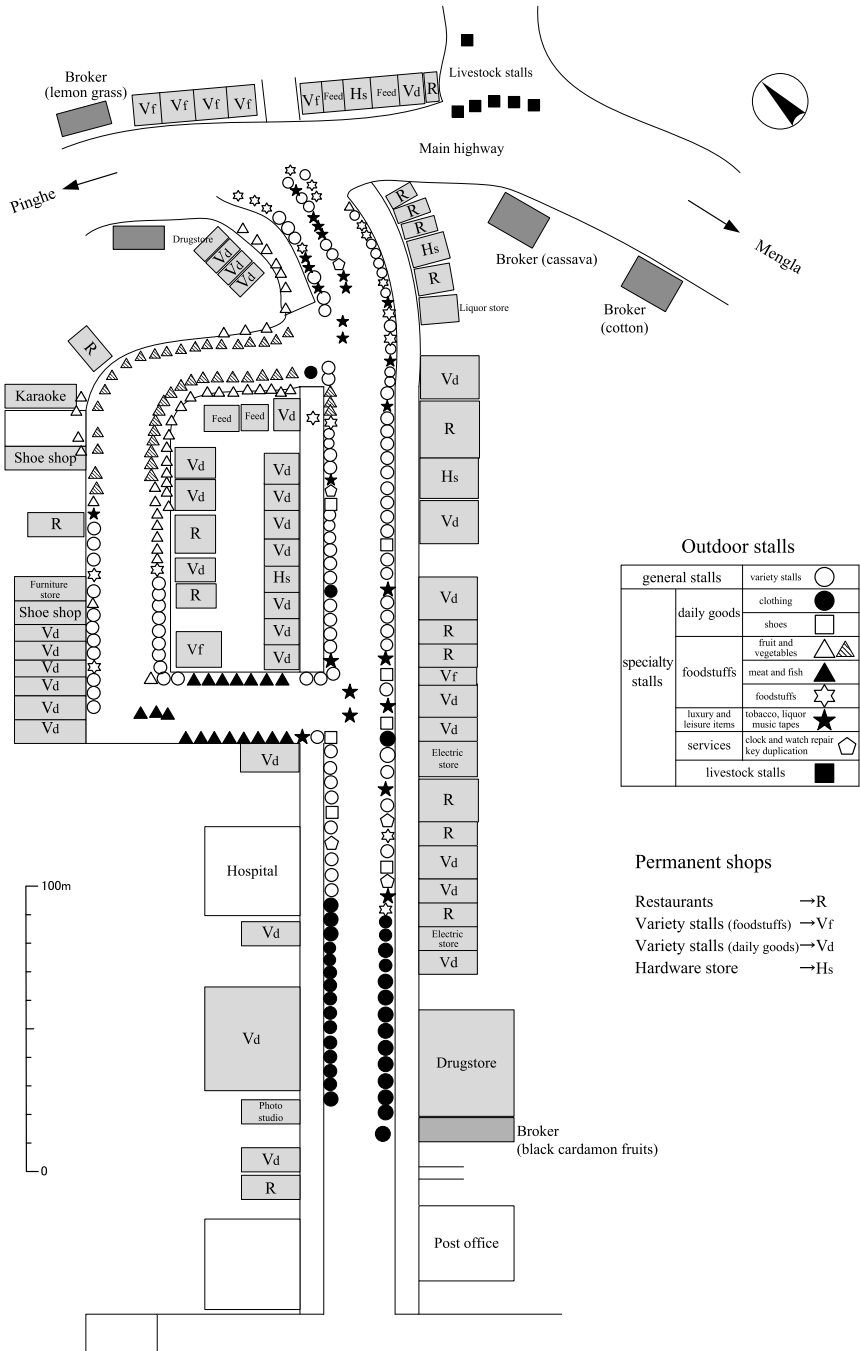 Broker
(lemon grass)
Vf
Vf
Vf
Vf
Vf
Feed
Hs
Feed
Vd
R
Livestock stalls
Main highway
Pinghe
Mengla
Drugstore
Vd
Vd
Vd
R
R
R
Hs
R
Liquor store
Broker (cassava)
Broker
(cotton)
R
Karaoke
Shoe shop
R
Furniture
store
Shoe shop
Vd
Vd
Vd
Vd
Vd
Vd
Feed
Feed
Vd
Vd
Vd
R
Vd
R
Vf
Vd
Vd
Vd
Vd
Hs
Vd
Vd
Vd
Vd
R
Hs
Vd
Vd
R
R
Vf
Vd
Vd
Electric
store
R
R
Vd
Vd
R
Electric
store
Vd
Vd
Hospital
Vd
Vd
Photo
studio
Vd
R
Drugstore
Broker
(black cardamon fruits)
Post office
100m
0
Outdoor stalls
general stalls
variety stalls
specialty
stalls
daily goods
clothing
shoes
foodstuffs
fruit and
vegetables
meat and fish
foodstuffs
luxury and
leisure items
tobacco, liquor
music tapes
services
clock and watch repair
key duplication
livestock stalls
Permanent shops
Restaurants →R
Variety stalls (foodstuffs) →Vf
Variety stalls (daily goods)→Vd
Hardware store →Hs